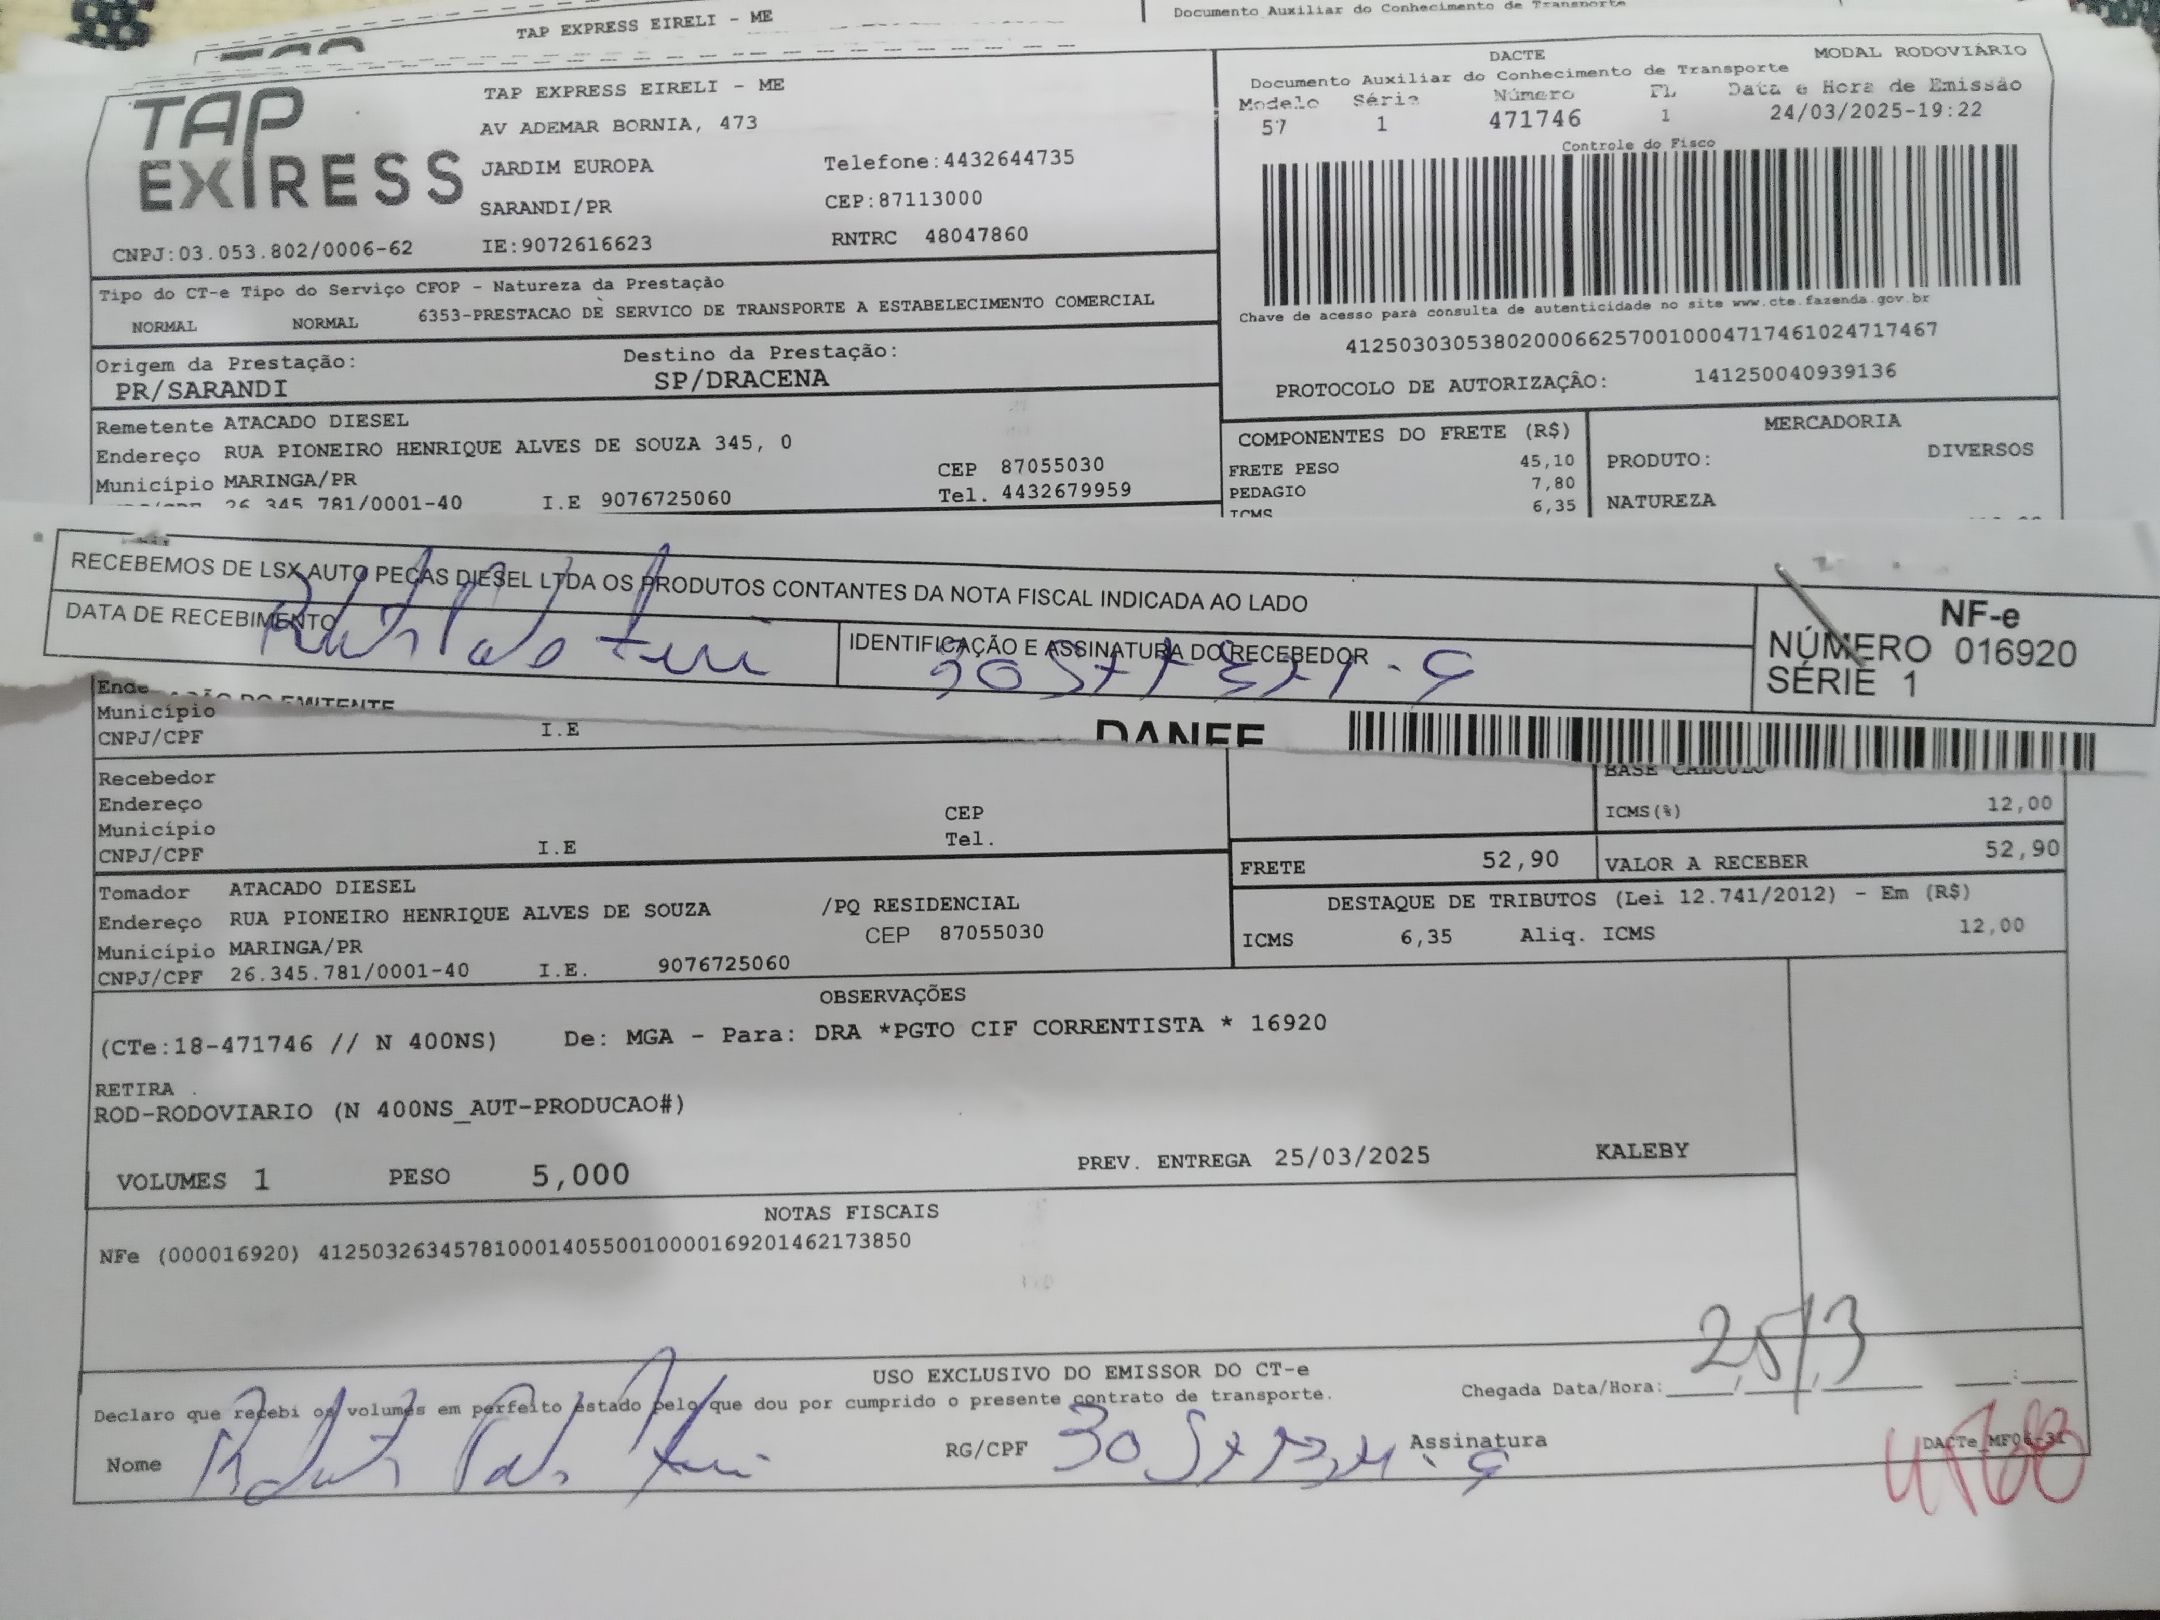 TAP EXPRESS EIRELI - ME
Documento Auxiliar do Conhecimento de Transporte
TAP EXPRESS
TAP EXPRESS EIRELI - ME
AV ADEMAR BORNIA, 473
JARDIM EUROPA Telefone:4432644735
SARANDI/PR CEP:87113000
CNPJ:03.053.802/0006-62 IE:9072616623 RNTRC 48047860
DACTE MODAL RODOVIÁRIO
Documento Auxiliar do Conhecimento de Transporte
Modelo Série Número FL Data e Hora de Emissão
57 1 471746 1 24/03/2025-19:22
Controle do Fisco
Chave de acesso para consulta de autenticidade no site www.cte.fazenda.gov.br
41250303053802000662570010004717461024717467
PROTOCOLO DE AUTORIZAÇÃO: 141250040939136
Tipo do CT-e Tipo do Serviço CFOP - Natureza da Prestação
NORMAL NORMAL 6353-PRESTACAO DE SERVICO DE TRANSPORTE A ESTABELECIMENTO COMERCIAL
Origem da Prestação: Destino da Prestação:
PR/SARANDI SP/DRACENA
Remetente ATACADO DIESEL
Endereço RUA PIONEIRO HENRIQUE ALVES DE SOUZA 345, 0
Município MARINGA/PR CEP 87055030
26.345.781/0001-40 I.E 9076725060 Tel. 4432679959
COMPONENTES DO FRETE (R$)
FRETE PESO 45,10
PEDAGIO 7,80
ICMS 6,35
MERCADORIA
PRODUTO: DIVERSOS
NATUREZA
RECEBEMOS DE LSX AUTO PEÇAS DIESEL LTDA OS PRODUTOS CONTANTES DA NOTA FISCAL INDICADA AO LADO
DATA DE RECEBIMENTO
IDENTIFICAÇÃO E ASSINATURA DO RECEBEDOR
NF-e
NÚMERO 016920
SÉRIE 1
EMITENTE
DANFE
Município
CNPJ/CPF I.E
Recebedor
Endereço
Município CEP
CNPJ/CPF I.E Tel.
BASE CALCULO
ICMS(%) 12,00
FRETE 52,90 VALOR A RECEBER 52,90
DESTAQUE DE TRIBUTOS (Lei 12.741/2012) - Em (R$)
ICMS 6,35 Aliq. ICMS 12,00
Tomador ATACADO DIESEL
Endereço RUA PIONEIRO HENRIQUE ALVES DE SOUZA /PQ RESIDENCIAL
Município MARINGA/PR CEP 87055030
CNPJ/CPF 26.345.781/0001-40 I.E. 9076725060
OBSERVAÇÕES
(CTe:18-471746 // N 400NS) De: MGA - Para: DRA *PGTO CIF CORRENTISTA * 16920
RETIRA .
ROD-RODOVIARIO (N 400NS_AUT-PRODUCAO#)
VOLUMES 1 PESO 5,000 PREV. ENTREGA 25/03/2025 KALEBY
NOTAS FISCAIS
NFe (000016920) 41250326345781000140550010000169201462173850
USO EXCLUSIVO DO EMISSOR DO CT-e
Declaro que recebi os volumes em perfeito estado pelo que dou por cumprido o presente contrato de transporte.
Chegada Data/Hora: 25/3
Nome RG/CPF Assinatura
DACTe_MF06-31